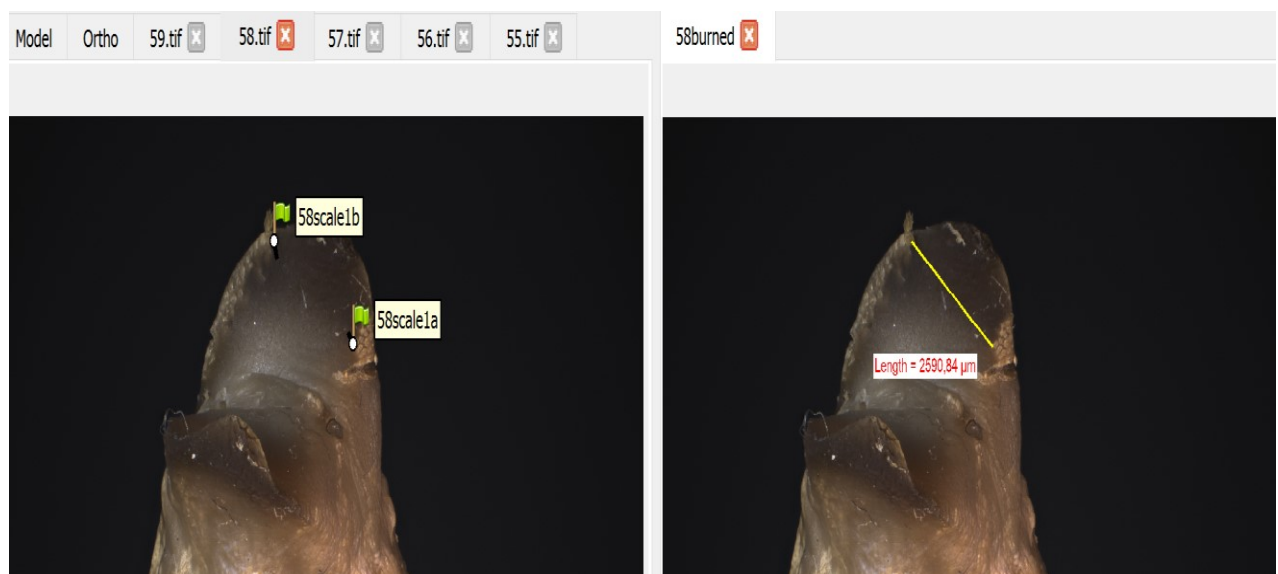 Model Ortho 59.tif 58.tif 57.tif 56.tif 55.tif
58burned
58scale1b
58scale1a
Length = 2590,84 µm